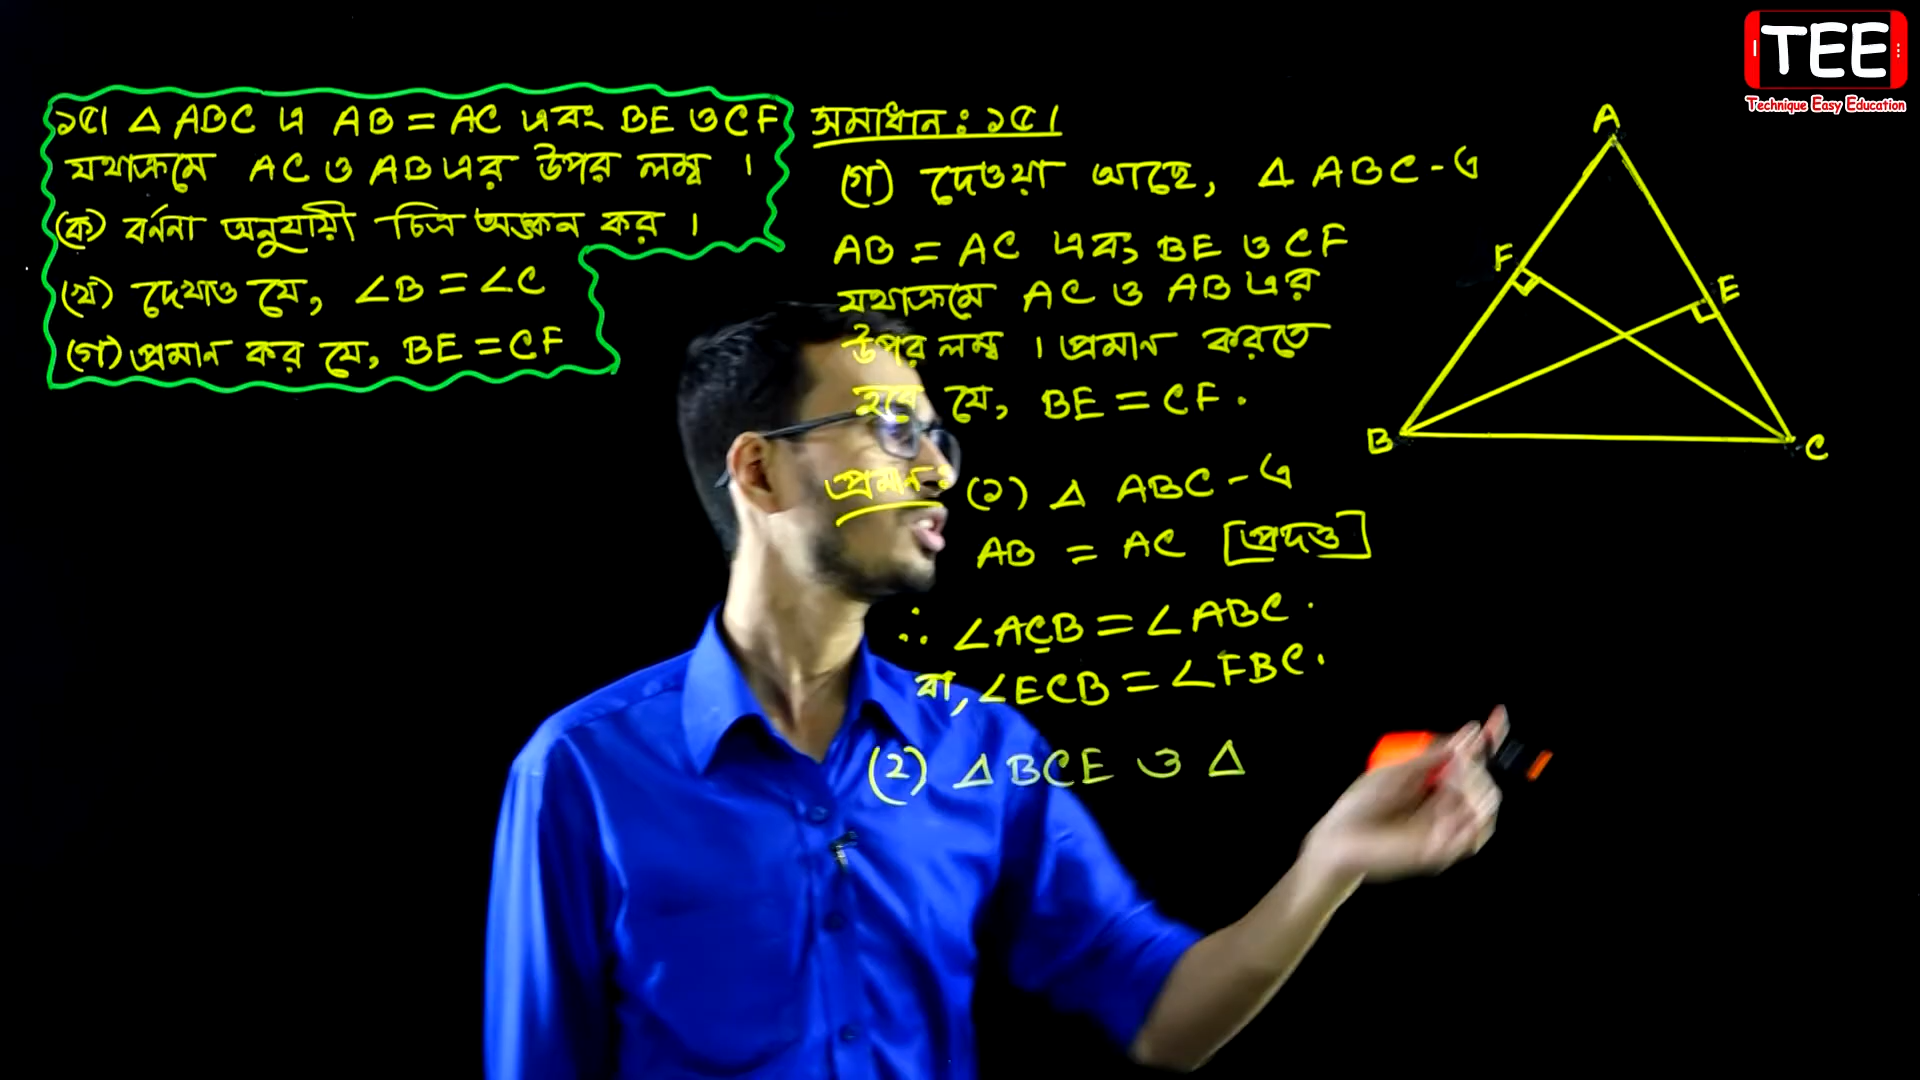 TEE
Technique Easy Education
১৫। △ ABC এ AB = AC এবং BE ও CF
যথাক্রমে AC ও AB এর উপর লম্ব ।
(ক) বর্ননা অনুযায়ী চিত্র অঙ্কন কর ।
(খ) দেখাও যে, ∠B = ∠C
(গ) প্রমান কর যে, BE = CF
সমাধান : ১৫।
(গ) দেওয়া আছে, △ ABC-এ
AB = AC এবং BE ও CF
যথাক্রমে AC ও AB এর
উপর লম্ব । প্রমান করতে
হবে যে, BE = CF.
প্রমান : (১) △ ABC-এ
AB = AC [প্রদত্ত]
∴ ∠ACB = ∠ABC.
বা, ∠ECB = ∠FBC.
(2) △BCE ও △
A
F
E
B
C